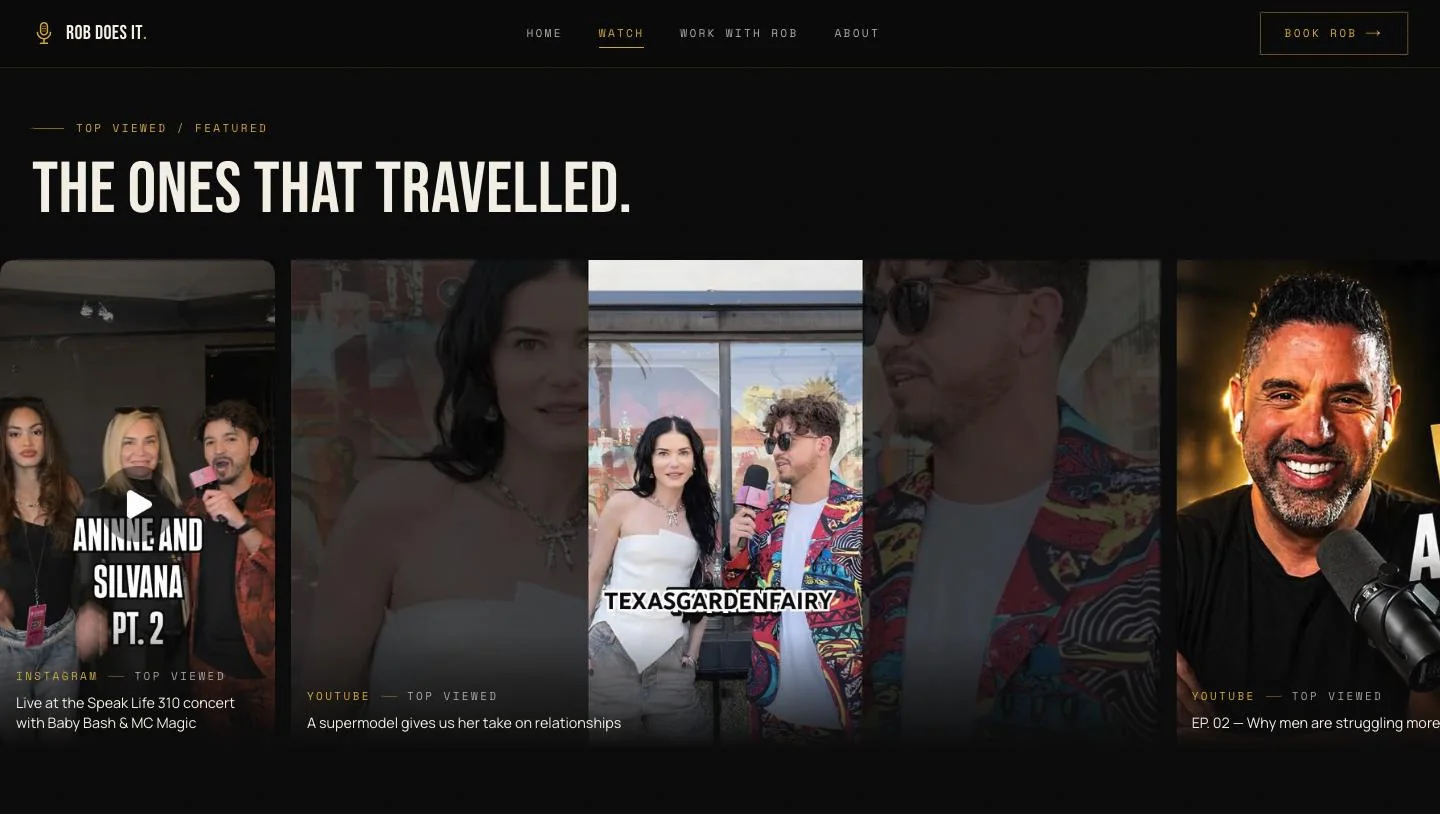 ROB DOES IT.
HOME
WATCH
WORK WITH ROB
ABOUT
BOOK ROB →
TOP VIEWED / FEATURED
THE ONES THAT TRAVELLED.
ANINNE AND
SILVANA
PT. 2
INSTAGRAM — TOP VIEWED
Live at the Speak Life 310 concert
with Baby Bash & MC Magic
TEXASGARDENFAIRY
YOUTUBE — TOP VIEWED
A supermodel gives us her take on relationships
A
YOUTUBE — TOP VIEWED
EP. 02 — Why men are struggling more